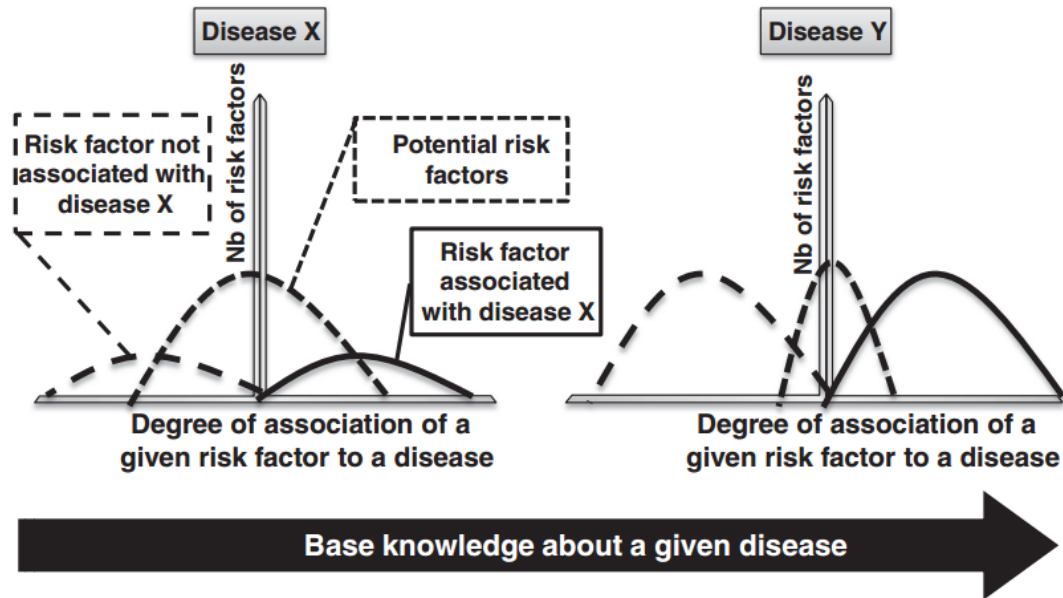 Disease X
Disease Y
Nb of risk factors
Risk factor not
associated with
disease X
Potential risk
factors
Risk factor
associated
with disease X
Nb of risk factors
Degree of association of a
given risk factor to a disease
Degree of association of a
given risk factor to a disease
Base knowledge about a given disease